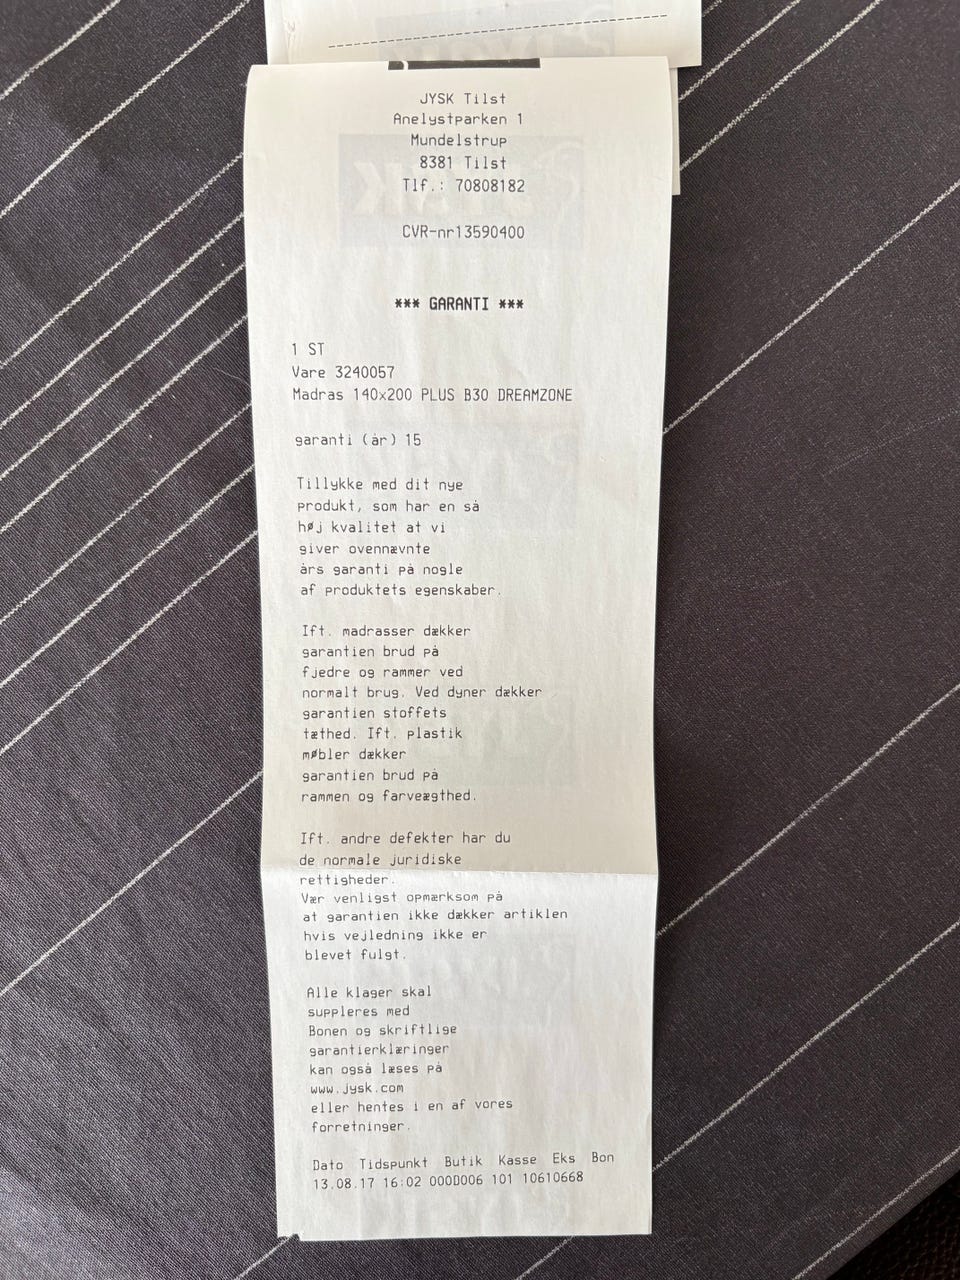 JYSK Tilst
Anelystparken 1
Mundelstrup
8381 Tilst
Tlf.: 70808182
CVR-nr13590400
*** GARANTI ***
1 ST
Vare 3240057
Madras 140x200 PLUS B30 DREAMZONE
garanti (år) 15
Tillykke med dit nye
produkt, som har en så
høj kvalitet at vi
giver ovennævnte
års garanti på nogle
af produktets egenskaber.
Ift. madrasser dækker
garantien brud på
fjedre og rammer ved
normalt brug. Ved dyner dækker
garantien stoffets
tæthed. Ift. plastik
møbler dækker
garantien brud på
rammen og farveægthed.
Ift. andre defekter har du
de normale juridiske
rettigheder.
Vær venligst opmærksom på
at garantien ikke dækker artiklen
hvis vejledning ikke er
blevet fulgt.
Alle klager skal
suppleres med
Bonen og skriftlige
garantierklæringer
kan også læses på
www.jysk.com
eller hentes i en af vores
forretninger.
Dato Tidspunkt Butik Kasse Eks Bon
13.08.17 16:02 000D006 101 10610668